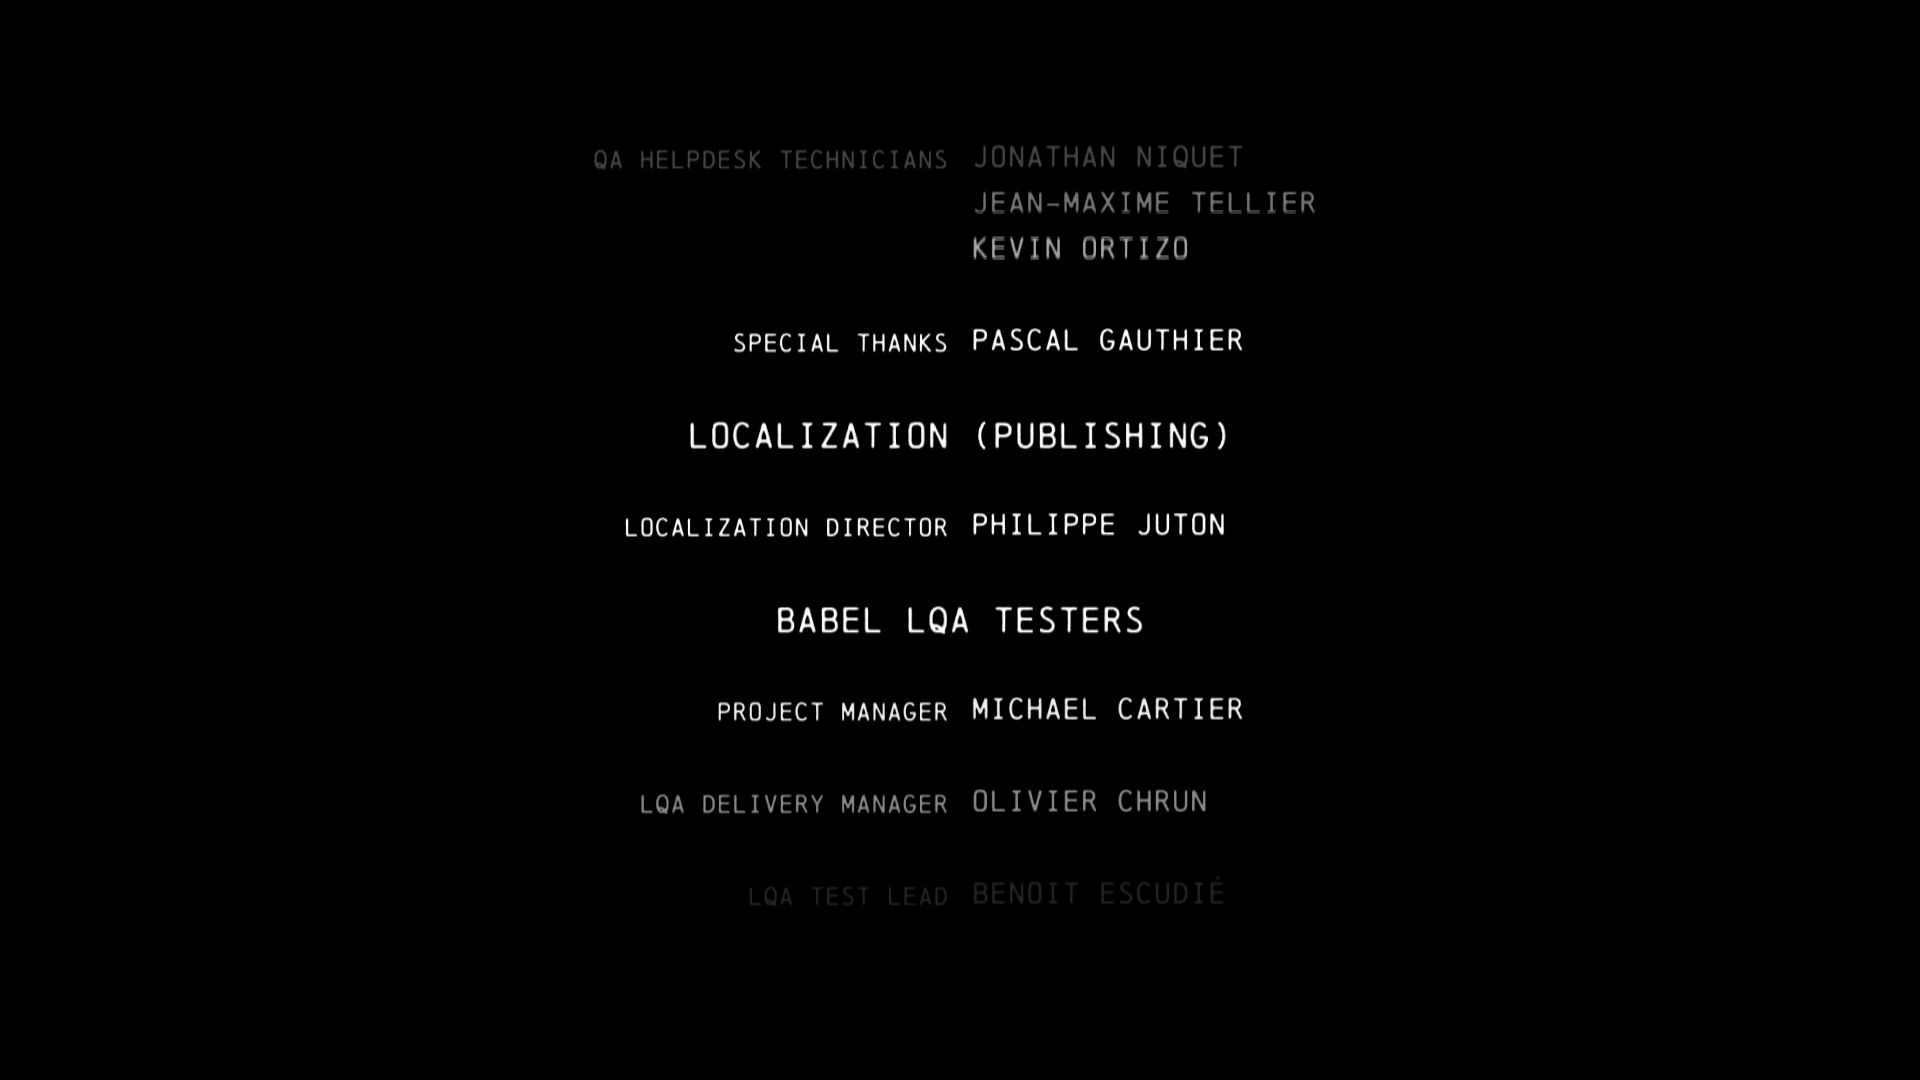 QA HELPDESK TECHNICIANS JONATHAN NIQUET
JEAN-MAXIME TELLIER
KEVIN ORTIZO
SPECIAL THANKS PASCAL GAUTHIER
LOCALIZATION (PUBLISHING)
LOCALIZATION DIRECTOR PHILIPPE JUTON
BABEL LQA TESTERS
PROJECT MANAGER MICHAEL CARTIER
LQA DELIVERY MANAGER OLIVIER CHRUN
LQA TEST LEAD BENOIT ESCUDIÉ